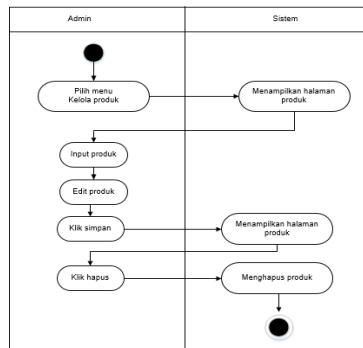 Admin
Sistem
Pilih menu
Kelola produk
Menampilkan halaman
produk
Input produk
Edit produk
Klik simpan
Menampilkan halaman
produk
Klik hapus
Menghapus produk